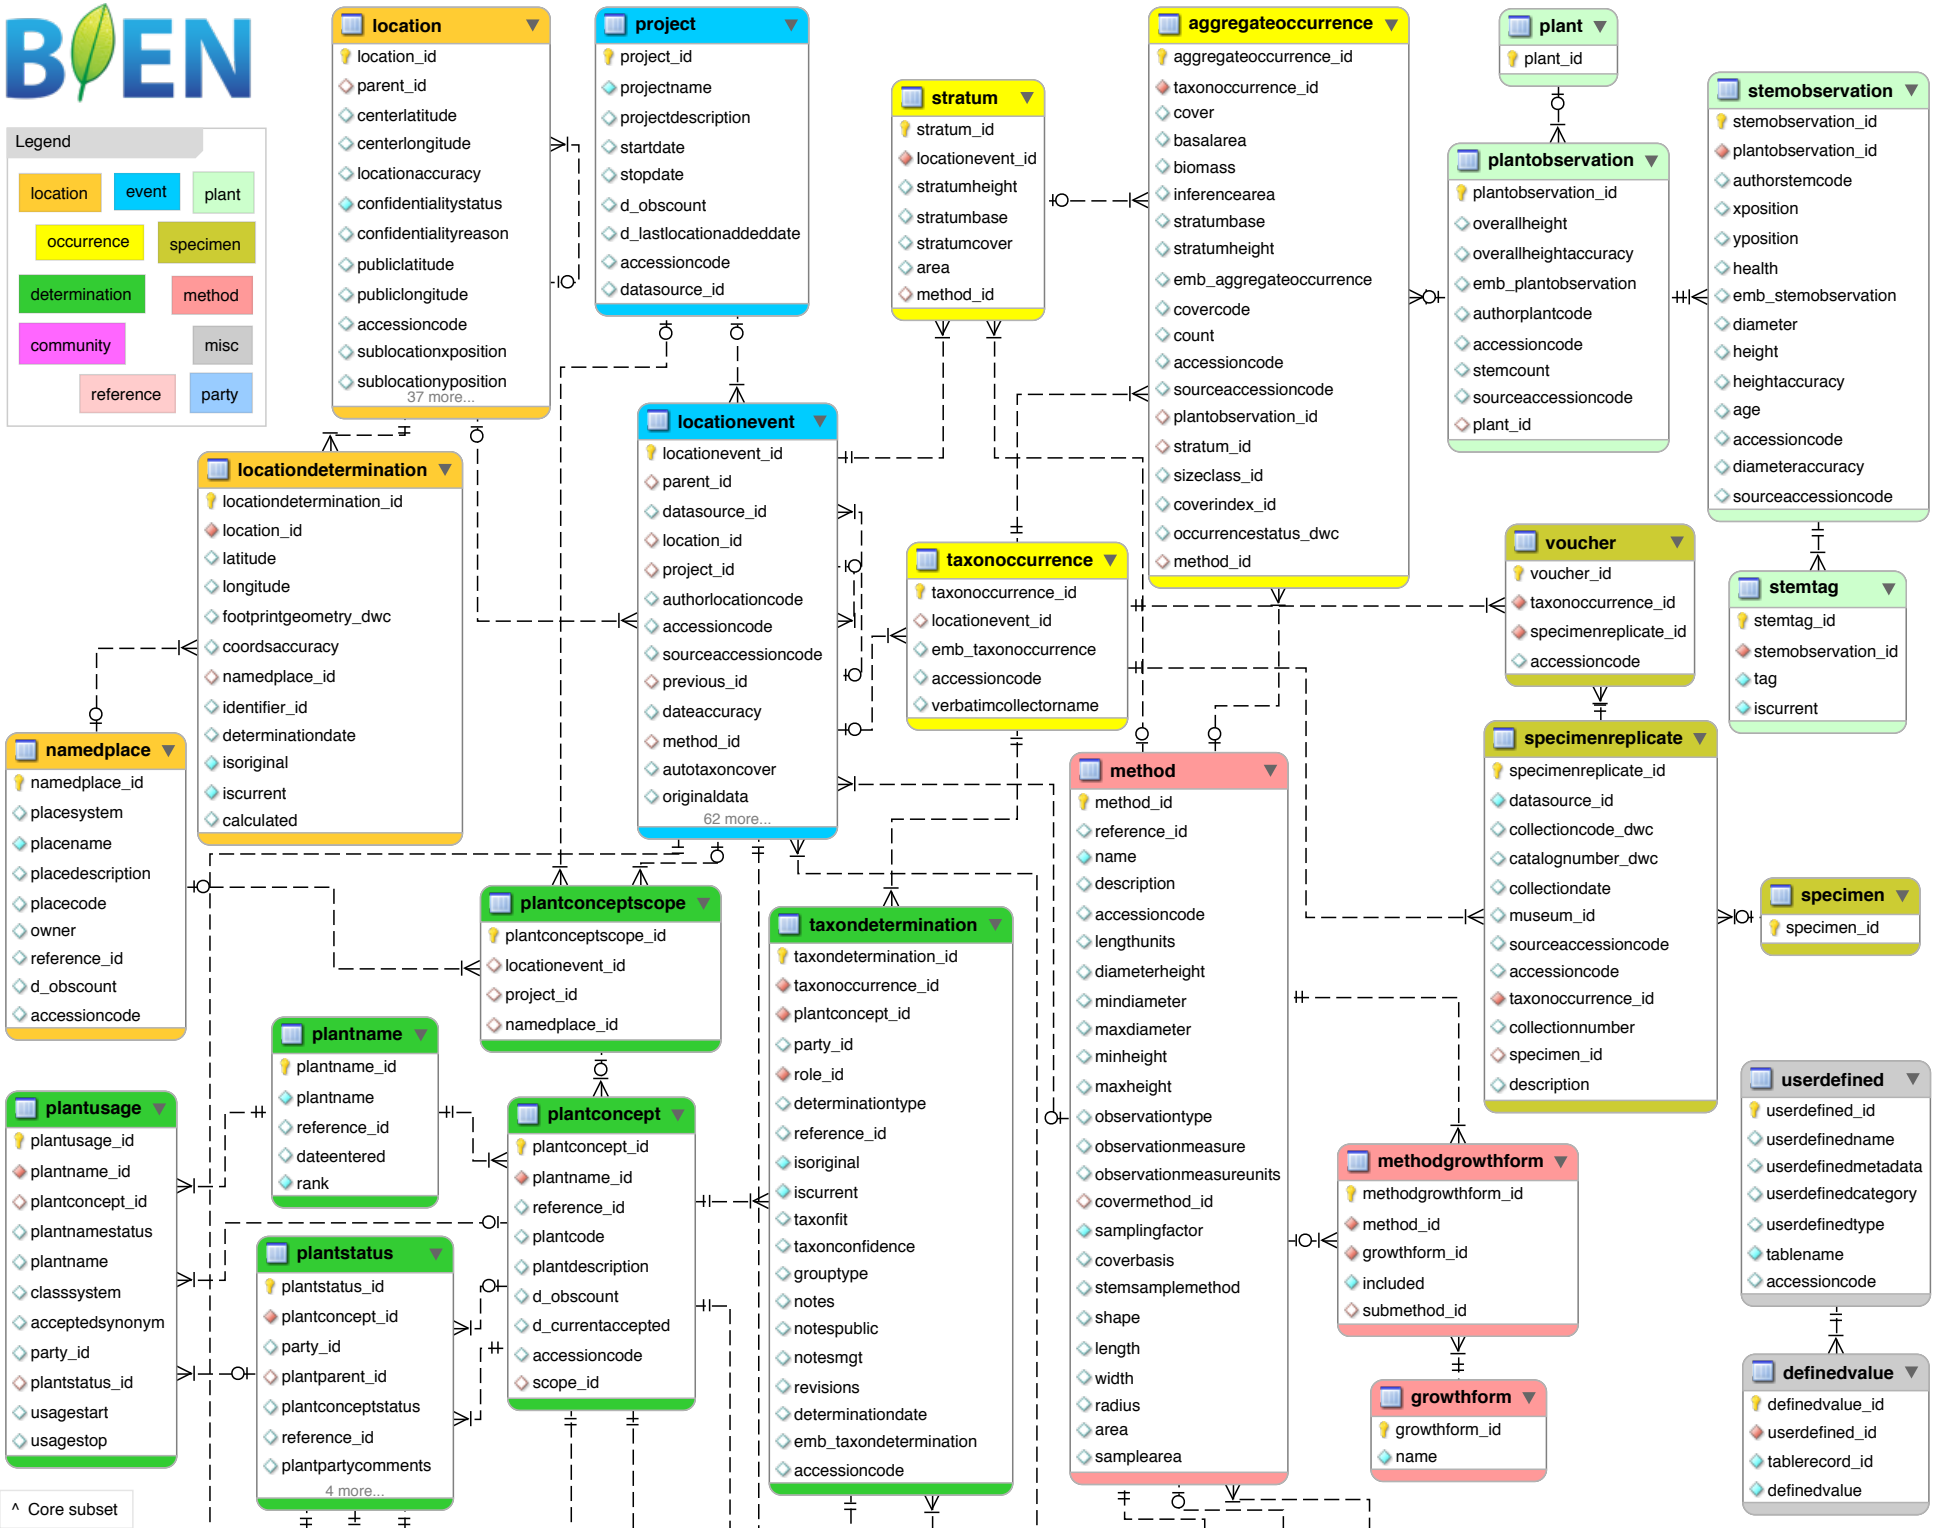 BIEN
Legend
location
event
plant
occurrence
specimen
determination
method
community
misc
reference
party
location
location_id
parent_id
centerlatitude
centerlongitude
locationaccuracy
confidentialitystatus
confidentialityreason
publiclatitude
publiclongitude
accessioncode
sublocationxposition
sublocationyposition
37 more...
project
project_id
projectname
projectdescription
startdate
stopdate
d_obscount
d_lastlocationaddeddate
accessioncode
datasource_id
stratum
stratum_id
locationevent_id
stratumheight
stratumbase
stratumcover
area
method_id
aggregateoccurrence
aggregateoccurrence_id
taxonoccurrence_id
cover
basalarea
biomass
inferencearea
stratumbase
stratumheight
emb_aggregateoccurrence
covercode
count
accessioncode
sourceaccessioncode
plantobservation_id
stratum_id
sizeclass_id
coverindex_id
occurrencestatus_dwc
method_id
plant
plant_id
plantobservation
plantobservation_id
overallheight
overallheightaccuracy
emb_plantobservation
authorplantcode
accessioncode
stemcount
sourceaccessioncode
plant_id
stemobservation
stemobservation_id
plantobservation_id
authorstemcode
xposition
yposition
health
emb_stemobservation
diameter
height
heightaccuracy
age
accessioncode
diameteraccuracy
sourceaccessioncode
locationdetermination
locationdetermination_id
location_id
latitude
longitude
footprintgeometry_dwc
coordsaccuracy
namedplace_id
identifier_id
determinationdate
isoriginal
iscurrent
calculated
locationevent
locationevent_id
parent_id
datasource_id
location_id
project_id
authorlocationcode
accessioncode
sourceaccessioncode
previous_id
dateaccuracy
method_id
autotaxoncover
originaldata
62 more...
taxonoccurrence
taxonoccurrence_id
locationevent_id
emb_taxonoccurrence
accessioncode
verbatimcollectorname
voucher
voucher_id
taxonoccurrence_id
specimenreplicate_id
accessioncode
stemtag
stemtag_id
stemobservation_id
tag
iscurrent
namedplace
namedplace_id
placesystem
placename
placedescription
placecode
owner
reference_id
d_obscount
accessioncode
method
method_id
reference_id
name
description
accessioncode
lengthunits
diameterheight
mindiameter
maxdiameter
minheight
maxheight
observationtype
observationmeasure
observationmeasureunits
covermethod_id
samplingfactor
coverbasis
stemsamplemethod
shape
length
width
radius
area
samplearea
specimenreplicate
specimenreplicate_id
datasource_id
collectioncode_dwc
catalognumber_dwc
collectiondate
museum_id
sourceaccessioncode
accessioncode
taxonoccurrence_id
collectionnumber
specimen_id
description
specimen
specimen_id
plantconceptscope
plantconceptscope_id
locationevent_id
project_id
namedplace_id
taxondetermination
taxondetermination_id
taxonoccurrence_id
plantconcept_id
party_id
role_id
determinationtype
reference_id
isoriginal
iscurrent
taxonfit
taxonconfidence
grouptype
notes
notespublic
notesmgt
revisions
determinationdate
emb_taxondetermination
accessioncode
plantname
plantname_id
plantname
reference_id
dateentered
rank
plantusage
plantusage_id
plantname_id
plantconcept_id
plantnamestatus
plantname
classsystem
acceptedsynonym
party_id
plantstatus_id
usagestart
usagestop
plantconcept
plantconcept_id
plantname_id
reference_id
plantcode
plantdescription
d_obscount
d_currentaccepted
accessioncode
scope_id
plantstatus
plantstatus_id
plantconcept_id
party_id
plantparent_id
plantconceptstatus
reference_id
plantpartycomments
4 more...
methodgrowthform
methodgrowthform_id
method_id
growthform_id
included
submethod_id
growthform
growthform_id
name
userdefined
userdefined_id
userdefinedname
userdefinedmetadata
userdefinedcategory
userdefinedtype
tablename
accessioncode
definedvalue
definedvalue_id
userdefined_id
tablerecord_id
definedvalue
^ Core subset